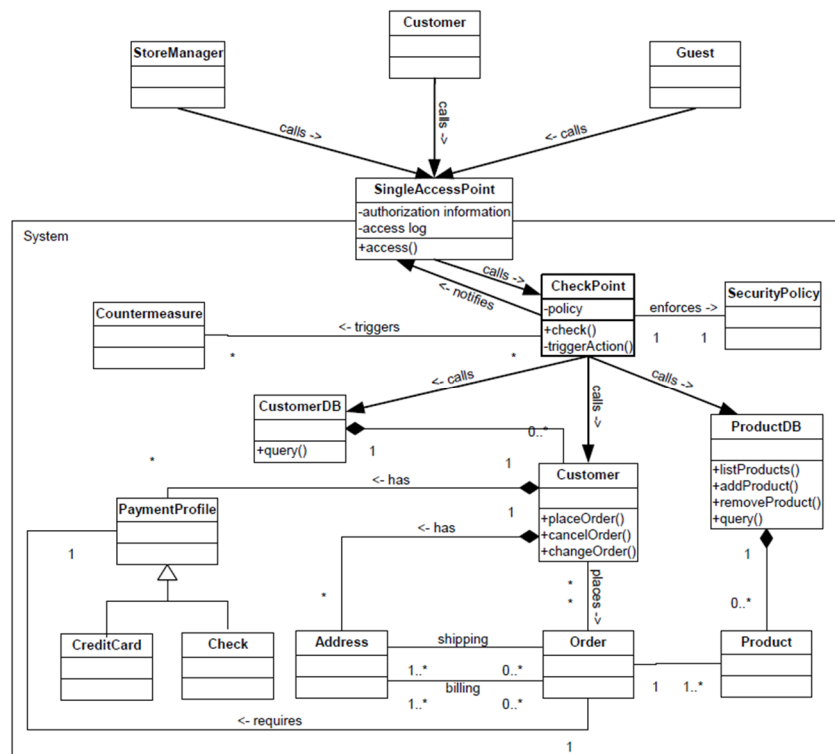 Customer
StoreManager
Guest
calls ->
calls ->
<- calls
SingleAccessPoint
-authorization information
-access log
+access()
System
calls ->
<- notifies
CheckPoint
-policy
+check()
-triggerAction()
enforces ->
1
1
SecurityPolicy
Countermeasure
<- triggers
*
*
<- calls
calls ->
calls ->
CustomerDB
+query()
1
0..*
ProductDB
+listProducts()
+addProduct()
+removeProduct()
+query()
*
<- has
1
Customer
+placeOrder()
+cancelOrder()
+changeOrder()
PaymentProfile
1
<- has
1
1
*
*
*
places ->
0..*
CreditCard
Check
Address
shipping
1..*
0..*
billing
1..*
0..*
Order
1
1..*
Product
<- requires
1